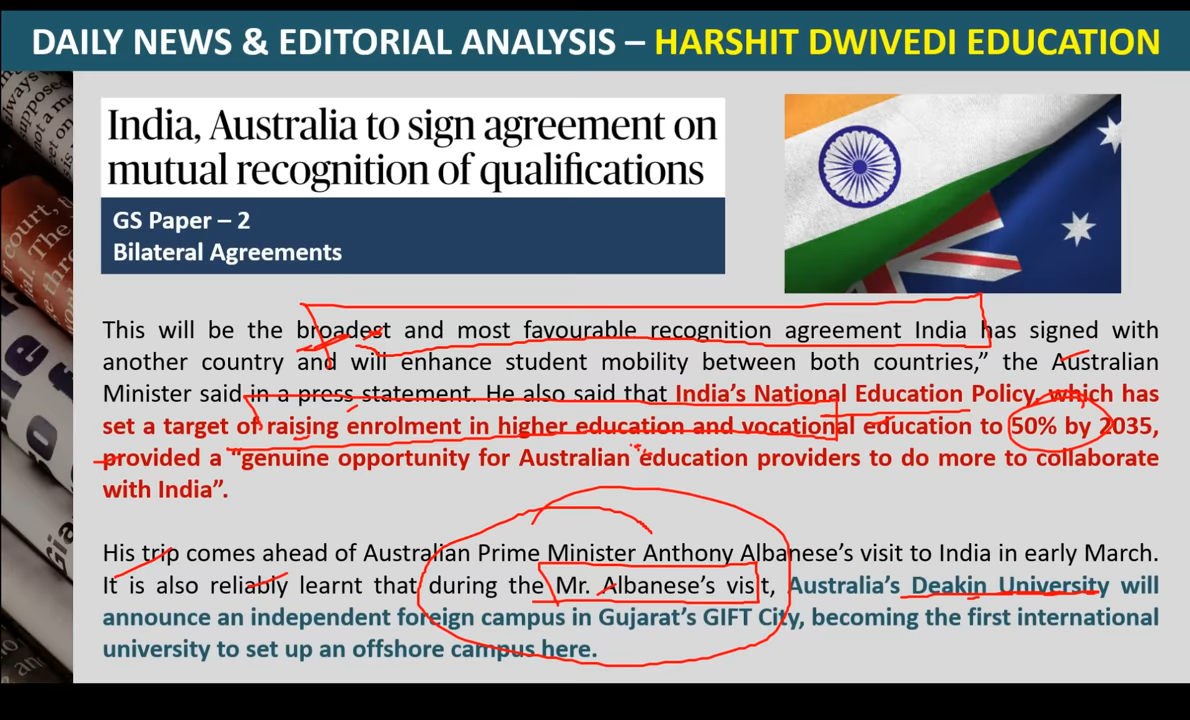 DAILY NEWS & EDITORIAL ANALYSIS – HARSHIT DWIVEDI EDUCATION
India, Australia to sign agreement on
mutual recognition of qualifications
GS Paper – 2
Bilateral Agreements
This will be the broadest and most favourable recognition agreement India has signed with
another country and will enhance student mobility between both countries,” the Australian
Minister said in a press statement. He also said that India’s National Education Policy, which has
set a target of raising enrolment in higher education and vocational education to 50% by 2035,
provided a “genuine opportunity for Australian education providers to do more to collaborate
with India”.
His trip comes ahead of Australian Prime Minister Anthony Albanese’s visit to India in early March.
It is also reliably learnt that during the Mr. Albanese’s visit, Australia’s Deakin University will
announce an independent foreign campus in Gujarat’s GIFT City, becoming the first international
university to set up an offshore campus here.